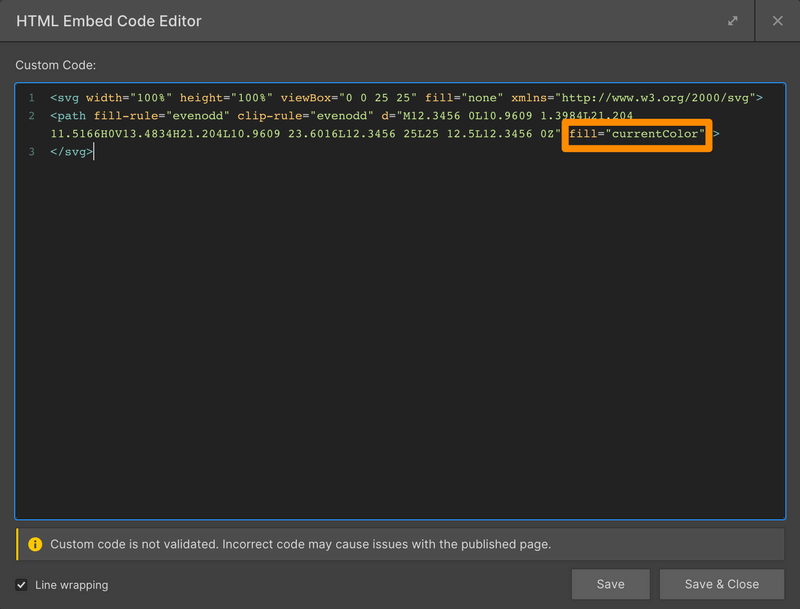 HTML Embed Code Editor
Custom Code:
1 <svg width="100%" height="100%" viewBox="0 0 25 25" fill="none" xmlns="http://www.w3.org/2000/svg">
2 <path fill-rule="evenodd" clip-rule="evenodd" d="M12.3456 0L10.9609 1.3984L21.204
11.5166H0V13.4834H21.204L10.9609 23.6016L12.3456 25L25 12.5L12.3456 0Z" fill="currentColor" >
3 </svg>
Custom code is not validated. Incorrect code may cause issues with the published page.
Line wrapping
Save
Save & Close